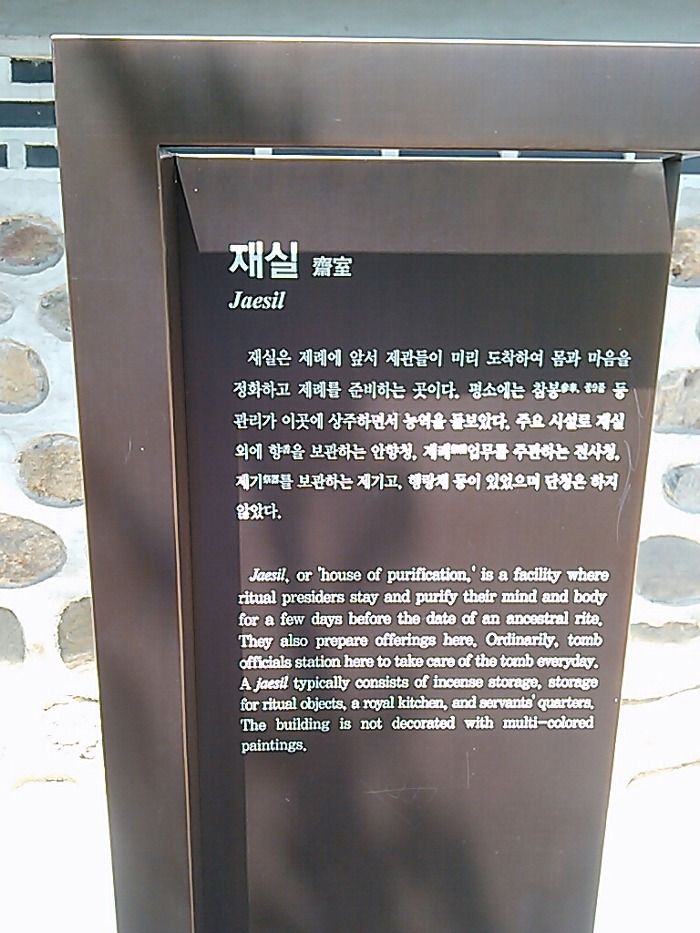 재실 齋室
Jaesil
재실은 제례에 앞서 제관들이 미리 도착하여 몸과 마음을
정화하고 제례를 준비하는 곳이다. 평소에는 참봉 등
관리가 이곳에 상주하면서 능역을 돌보았다. 주요 시설로 재실
외에 향을 보관하는 안향청, 제례업무를 주관하는 전사청,
제기를 보관하는 제기고, 행랑채 등이 있었으며 단청은 하지
않았다.
Jaesil, or 'house of purification,' is a facility where
ritual presiders stay and purify their mind and body
for a few days before the date of an ancestral rite.
They also prepare offerings here. Ordinarily, tomb
officials station here to take care of the tomb everyday.
A jaesil typically consists of incense storage, storage
for ritual objects, a royal kitchen, and servants' quarters.
The building is not decorated with multi-colored
paintings.